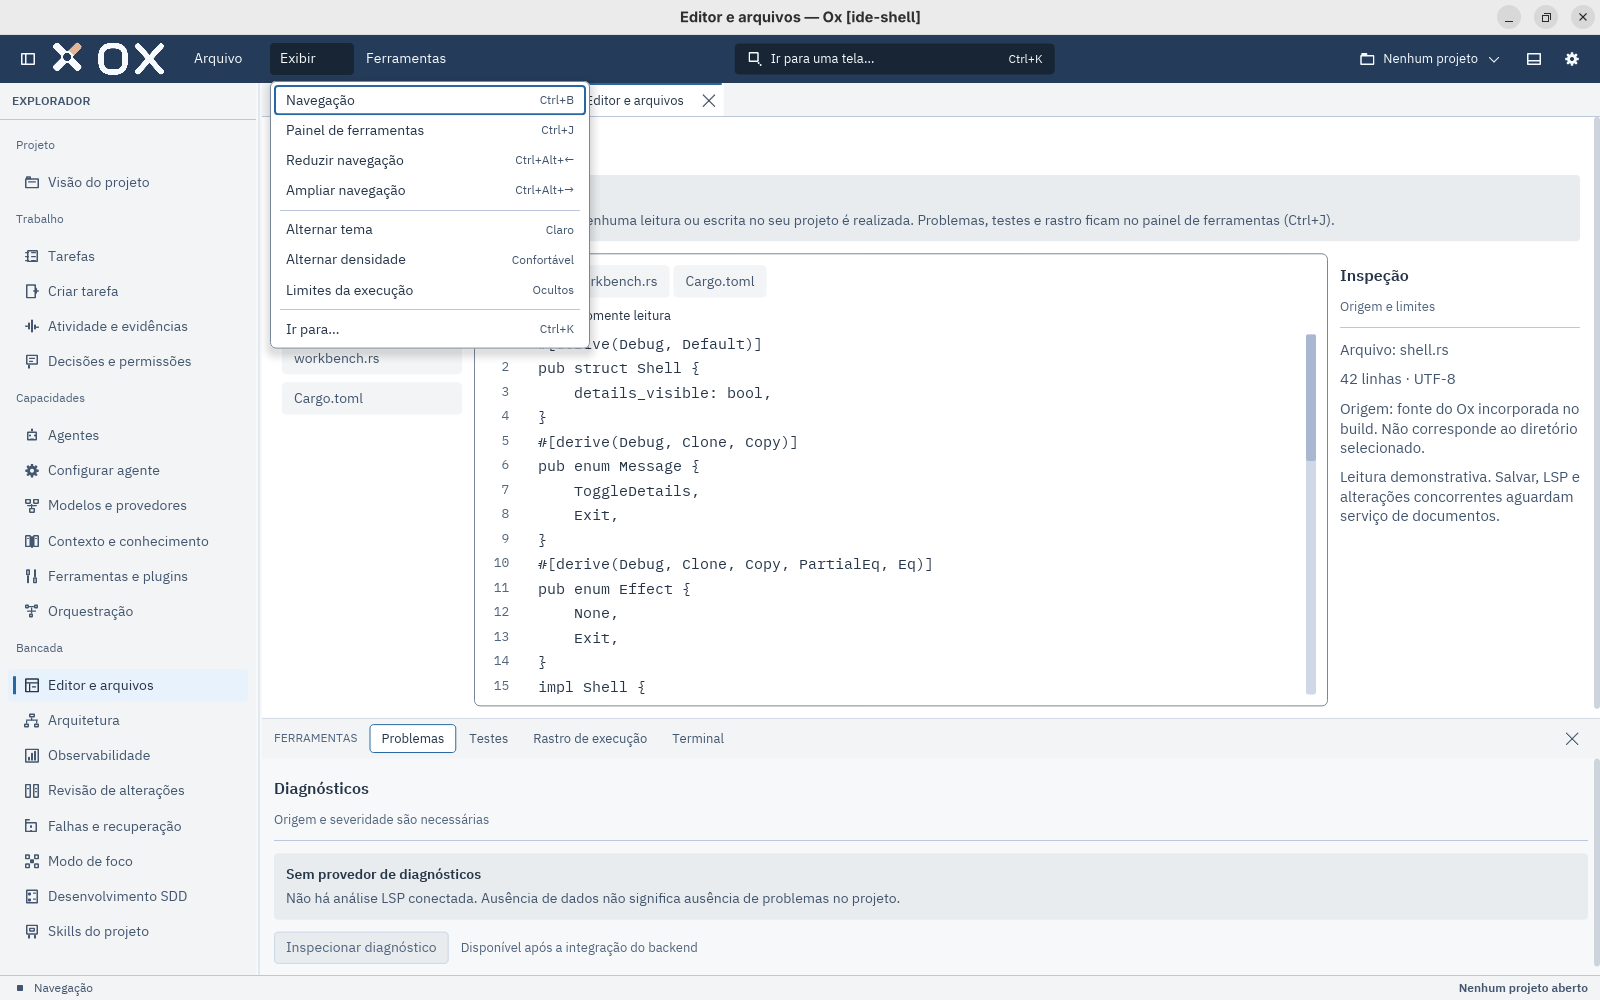 Editor e arquivos — Ox [ide-shell]
OX
Arquivo
Exibir
Ferramentas
Ir para uma tela... Ctrl+K
Nenhum projeto
EXPLORADOR
Projeto
Visão do projeto
Trabalho
Tarefas
Criar tarefa
Atividade e evidências
Decisões e permissões
Capacidades
Agentes
Configurar agente
Modelos e provedores
Contexto e conhecimento
Ferramentas e plugins
Orquestração
Bancada
Editor e arquivos
Arquitetura
Observabilidade
Revisão de alterações
Falhas e recuperação
Modo de foco
Desenvolvimento SDD
Skills do projeto
Navegação Ctrl+B
Painel de ferramentas Ctrl+J
Reduzir navegação Ctrl+Alt+←
Ampliar navegação Ctrl+Alt+→
Alternar tema Claro
Alternar densidade Confortável
Limites da execução Ocultos
Ir para... Ctrl+K
Editor e arquivos
leitura ou escrita no seu projeto é realizada. Problemas, testes e rastro ficam no painel de ferramentas (Ctrl+J).
workbench.rs
Cargo.toml
Cargo.toml
leitura
Debug, Default)]
2 pub struct Shell {
3 details_visible: bool,
4 }
5 #[derive(Debug, Clone, Copy)]
6 pub enum Message {
7 ToggleDetails,
8 Exit,
9 }
10 #[derive(Debug, Clone, Copy, PartialEq, Eq)]
11 pub enum Effect {
12 None,
13 Exit,
14 }
15 impl Shell {
Inspeção
Origem e limites
Arquivo: shell.rs
42 linhas · UTF-8
Origem: fonte do Ox incorporada no
build. Não corresponde ao diretório
selecionado.
Leitura demonstrativa. Salvar, LSP e
alterações concorrentes aguardam
serviço de documentos.
FERRAMENTAS
Problemas
Testes
Rastro de execução
Terminal
Diagnósticos
Origem e severidade são necessárias
Sem provedor de diagnósticos
Não há análise LSP conectada. Ausência de dados não significa ausência de problemas no projeto.
Inspecionar diagnóstico
Disponível após a integração do backend
Navegação
Nenhum projeto aberto